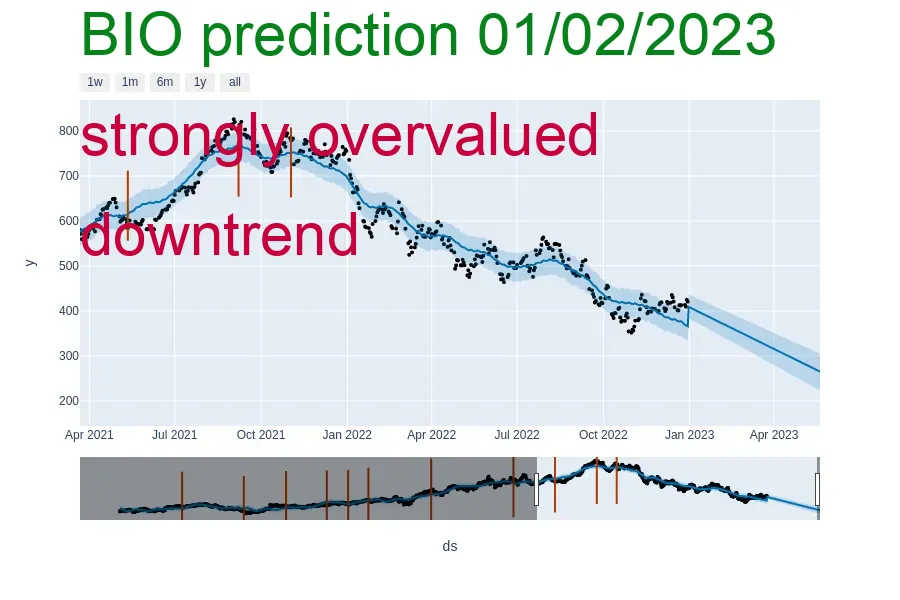 BIO prediction 01/02/2023
1w 1m 6m 1y all
strongly overvalued
downtrend
800
700
600
500
400
300
200
y
Apr 2021 Jul 2021 Oct 2021 Jan 2022 Apr 2022 Jul 2022 Oct 2022 Jan 2023 Apr 2023
ds